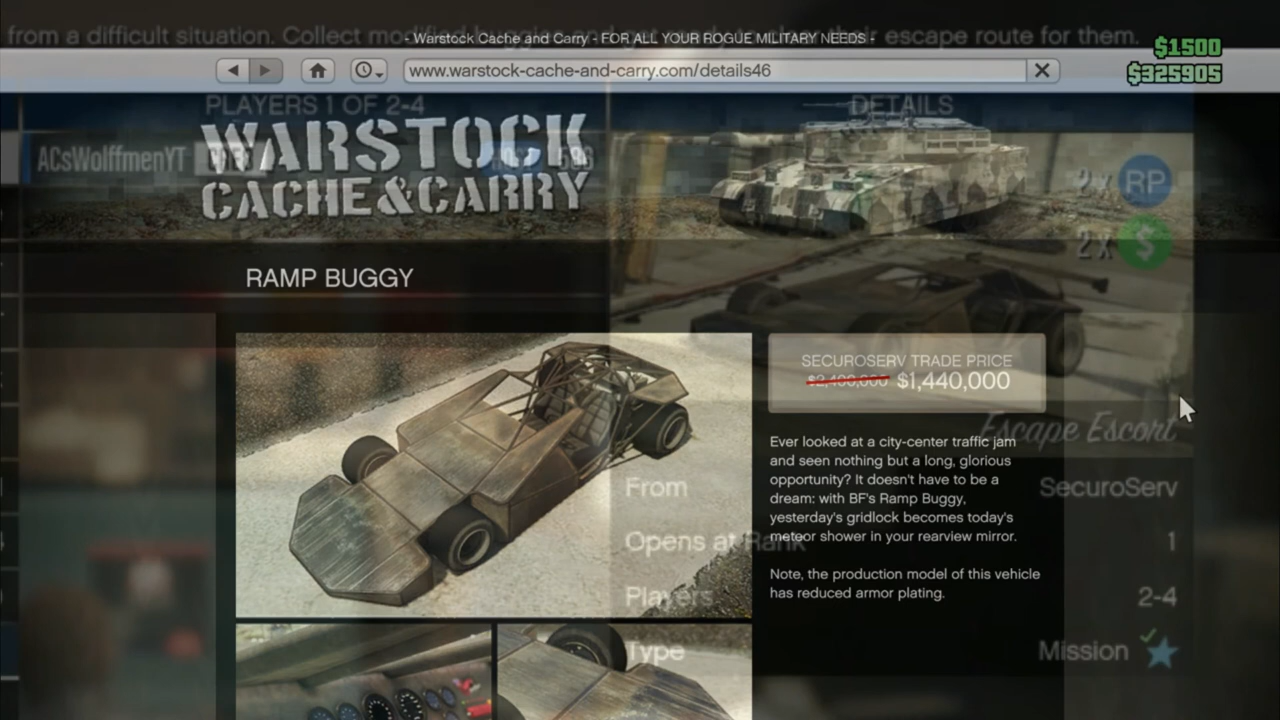 from a difficult situation. Collect
escape route for them.
- Warstock Cache and Carry - FOR ALL YOUR ROGUE MILITARY NEEDS -
$1500
www.warstock-cache-and-carry.com/details46
$325905
PLAYERS 1 OF 2-4
DETAILS
WARSTOCK
CACHE&CARRY
ACsWolffmenYT
RP
2x $
RAMP BUGGY
SECUROSERV TRADE PRICE
$2,400,000 $1,440,000
Escape Escort
Ever looked at a city-center traffic jam
and seen nothing but a long, glorious
opportunity? It doesn't have to be a
dream: with BF's Ramp Buggy,
yesterday's gridlock becomes today's
meteor shower in your rearview mirror.
Note, the production model of this vehicle
has reduced armor plating.
From SecuroServ
Opens at Rank 1
Players 2-4
Type Mission